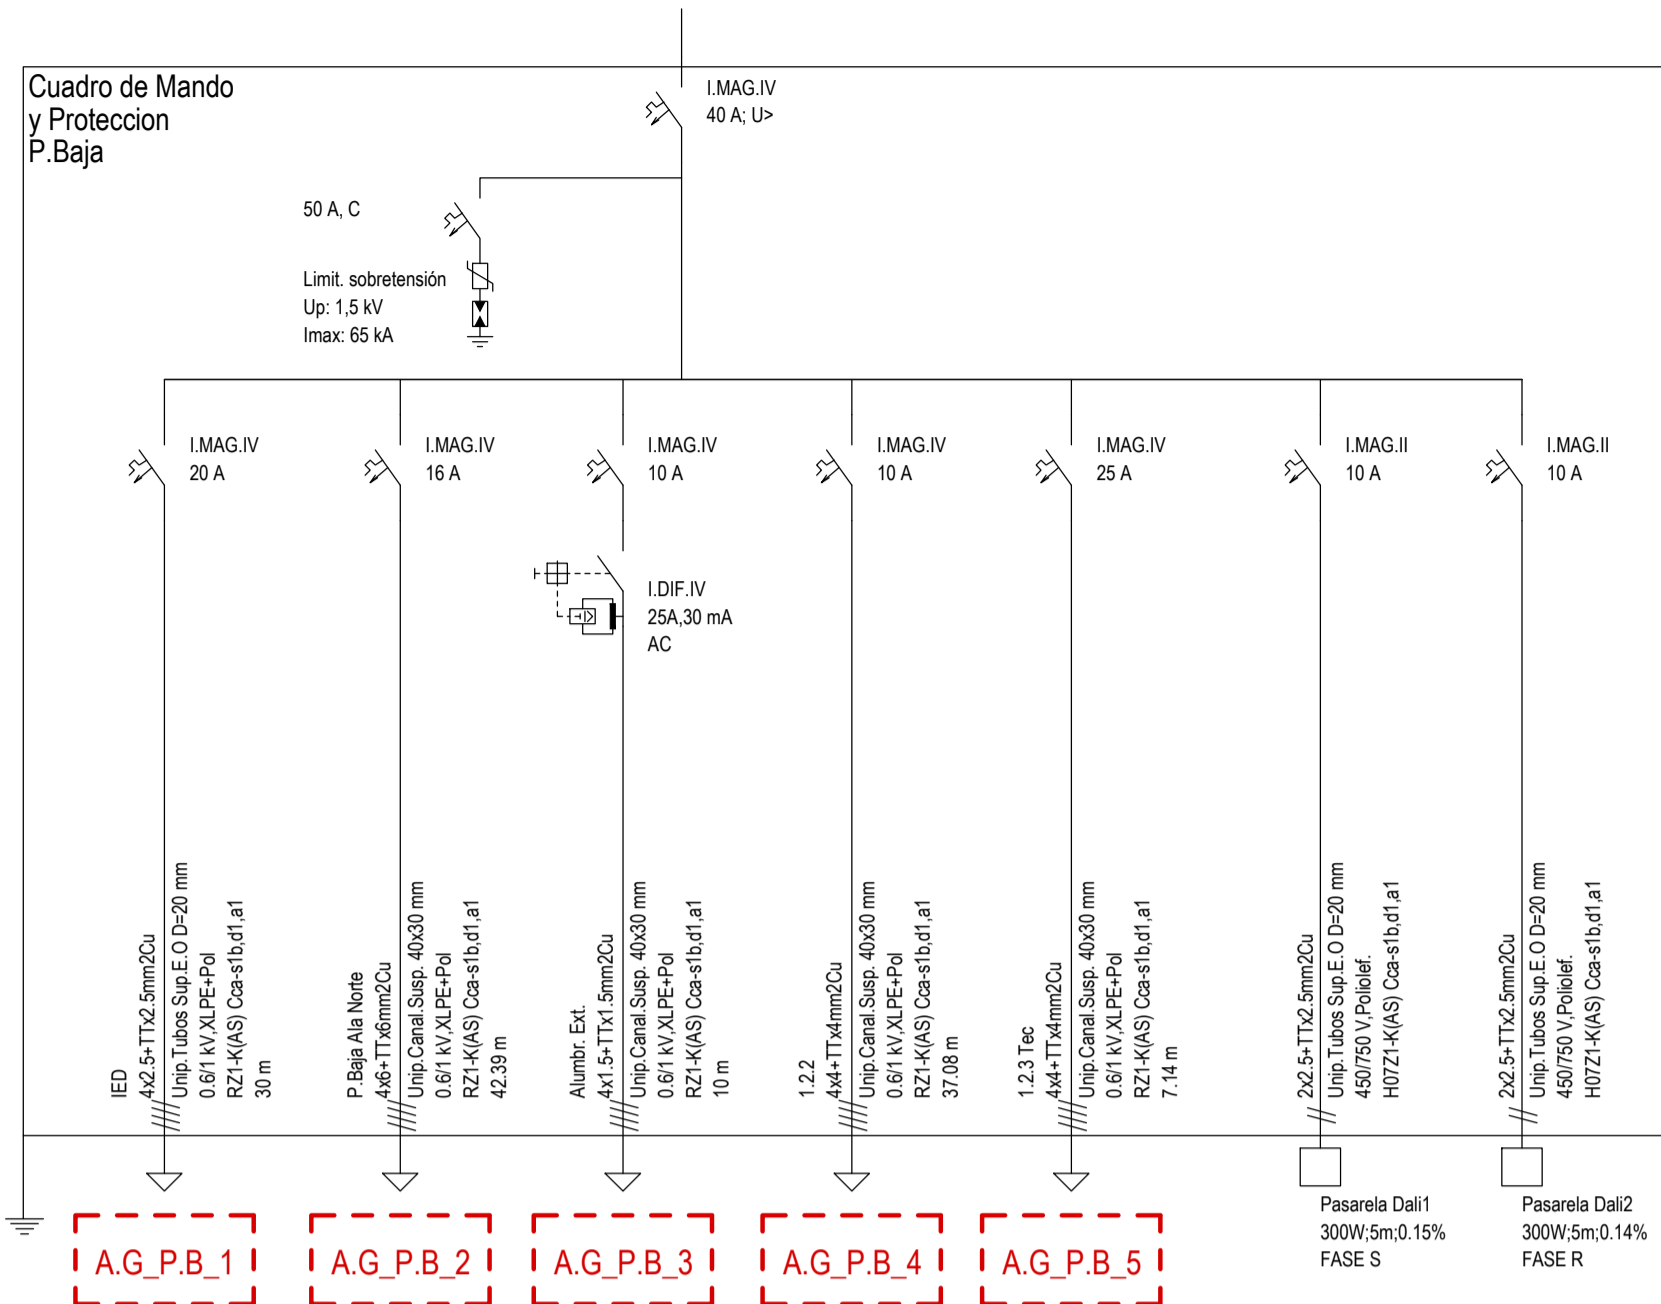 Cuadro de Mando
y Proteccion
P.Baja
I.MAG.IV
40 A; U>
50 A, C
Limit. sobretensión
Up: 1,5 kV
Imax: 65 kA
I.MAG.IV
20 A
I.MAG.IV
16 A
I.MAG.IV
10 A
I.MAG.IV
10 A
I.MAG.IV
25 A
I.MAG.II
10 A
I.MAG.II
10 A
I.DIF.IV
25A,30 mA
AC
IED
4x2.5+TTx2.5mm2Cu
Unip.Tubos Sup.E.O D=20 mm
0.6/1 kV,XLPE+Pol
RZ1-K(AS) Cca-s1b,d1,a1
30 m
P.Baja Ala Norte
4x6+TTx6mm2Cu
Unip.Canal.Susp. 40x30 mm
0.6/1 kV,XLPE+Pol
RZ1-K(AS) Cca-s1b,d1,a1
42.39 m
Alumbr. Ext.
4x1.5+TTx1.5mm2Cu
Unip.Canal.Susp. 40x30 mm
0.6/1 kV,XLPE+Pol
RZ1-K(AS) Cca-s1b,d1,a1
10 m
1.2.2
4x4+TTx4mm2Cu
Unip.Canal.Susp. 40x30 mm
0.6/1 kV,XLPE+Pol
RZ1-K(AS) Cca-s1b,d1,a1
37.08 m
1.2.3 Tec
4x4+TTx4mm2Cu
Unip.Canal.Susp. 40x30 mm
0.6/1 kV,XLPE+Pol
RZ1-K(AS) Cca-s1b,d1,a1
7.14 m
2x2.5+TTx2.5mm2Cu
Unip.Tubos Sup.E.O D=20 mm
450/750 V,Poliolef.
H07Z1-K(AS) Cca-s1b,d1,a1
2x2.5+TTx2.5mm2Cu
Unip.Tubos Sup.E.O D=20 mm
450/750 V,Poliolef.
H07Z1-K(AS) Cca-s1b,d1,a1
A.G_P.B_1
A.G_P.B_2
A.G_P.B_3
A.G_P.B_4
A.G_P.B_5
Pasarela Dali1
300W;5m;0.15%
FASE S
Pasarela Dali2
300W;5m;0.14%
FASE R